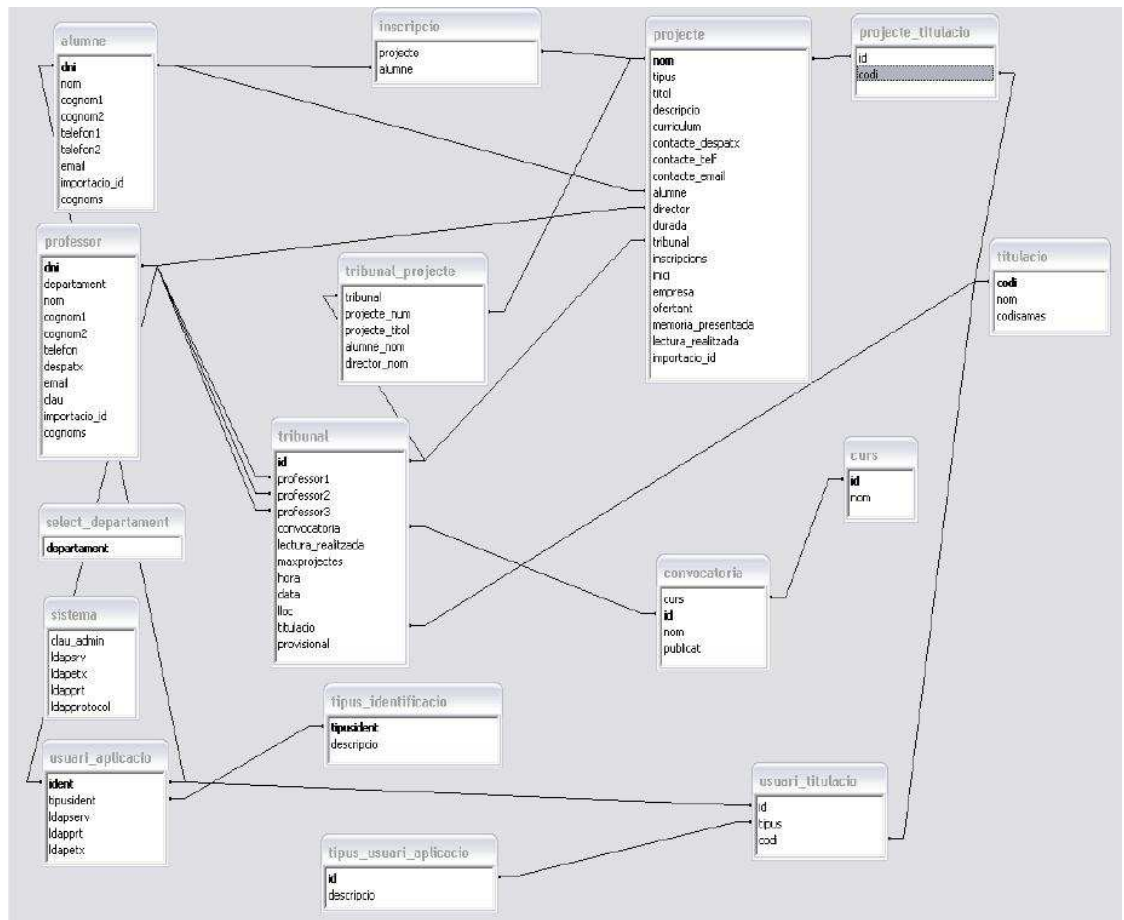 alumne
dni
nom
cognom1
cognom2
telefon1
telefon2
email
importacio_id
cognoms
inscripcio
projecte
alumne
projecte
nom
tipus
titol
descripcio
curriculum
contacte_despatx
contacte_telf
contacte_email
alumne
director
durada
tribunal
inscripcions
inici
empresa
ofertant
memoria_presentada
lectura_realitzada
importacio_id
projecte_titulacio
id
codi
professor
dni
departament
nom
cognom1
cognom2
telefon
despatx
email
clau
importacio_id
cognoms
tribunal_projecte
tribunal
projecte_num
projecte_titol
alumne_nom
director_nom
titulacio
codi
nom
codisamas
tribunal
id
professor1
professor2
professor3
convocatoria
lectura_realitzada
maxprojectes
hora
data
lloc
titulacio
provisional
curs
id
nom
select_departament
departament
convocatoria
curs
id
nom
publicat
sistema
clau_admin
ldapsrv
ldapetx
ldapprt
ldapprotocol
tipus_identificacio
tipusident
descripcio
usuari_aplicacio
ident
tipusident
ldapserv
ldapprt
ldapetx
usuari_titulacio
id
tipus
codi
tipus_usuari_aplicacio
id
descripcio